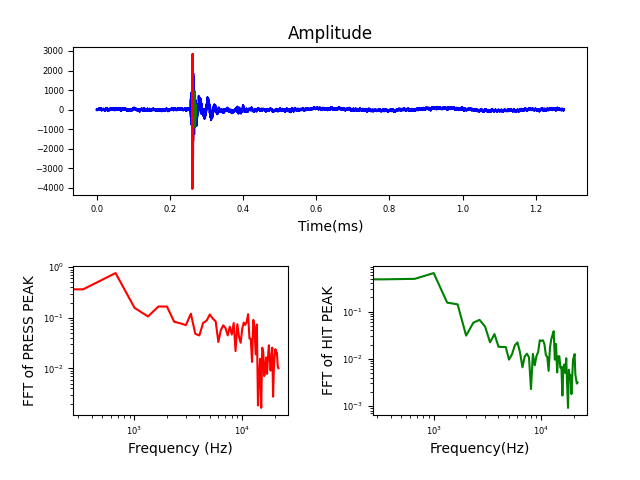 Amplitude
3000
2000
1000
0
−1000
−2000
−3000
−4000
0.0 0.2 0.4 0.6 0.8 1.0 1.2
Time(ms)
FFT of PRESS PEAK
10⁰
10⁻¹
10⁻²
10³ 10⁴
Frequency (Hz)
FFT of HIT PEAK
10⁻¹
10⁻²
10⁻³
10³ 10⁴
Frequency(Hz)